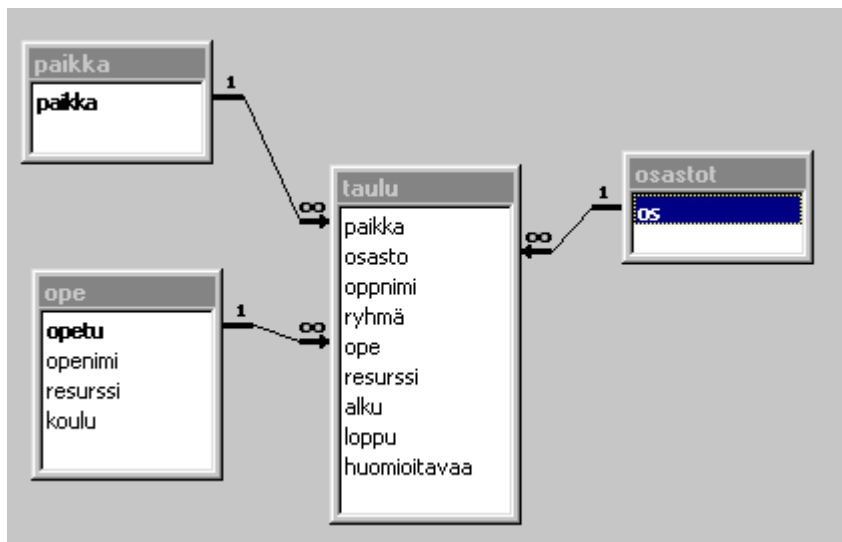 paikka
paikka
1
∞
ope
opetu
openimi
resurssi
koulu
1
∞
taulu
paikka
osasto
oppnimi
ryhmä
ope
resurssi
alku
loppu
huomioitavaa
osastot
os
1
∞